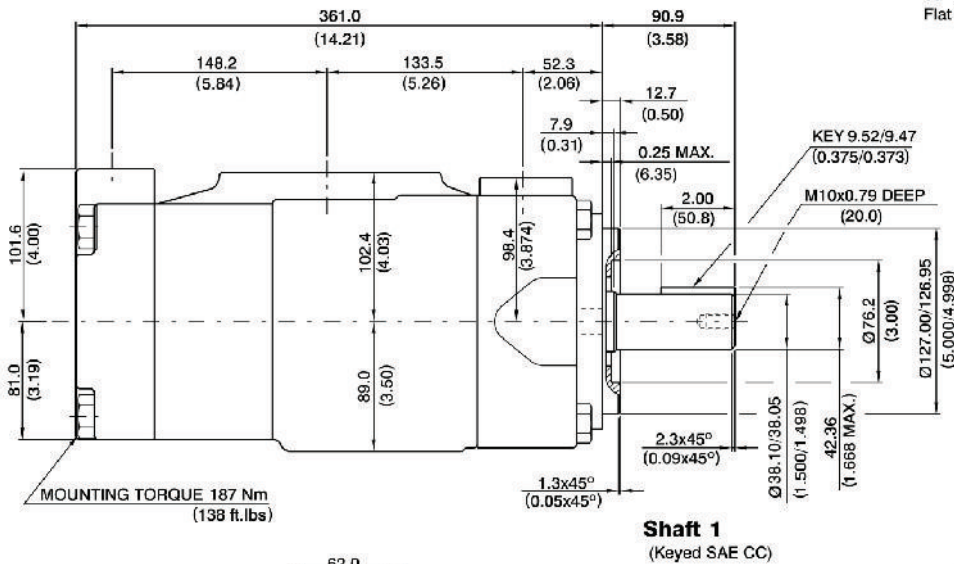 361.0
(14.21)
90.9
(3.58)
Flat
148.2
(5.84)
133.5
(5.26)
52.3
(2.06)
12.7
(0.50)
7.9
(0.31)
0.25 MAX.
(6.35)
KEY 9.52/9.47
(0.375/0.373)
2.00
(50.8)
M10x0.79 DEEP
(20.0)
101.6
(4.00)
102.4
(4.03)
98.4
(3.874)
Ø76.2
(3.00)
Ø127.00/126.95
(5.000/4.998)
81.0
(3.19)
89.0
(3.50)
Ø38.10/38.05
(1.500/1.498)
42.36
(1.668 MAX.)
2.3x45°
(0.09x45°)
1.3x45°
(0.05x45°)
MOUNTING TORQUE 187 Nm
(138 ft.lbs)
Shaft 1
(Keyed SAE CC)